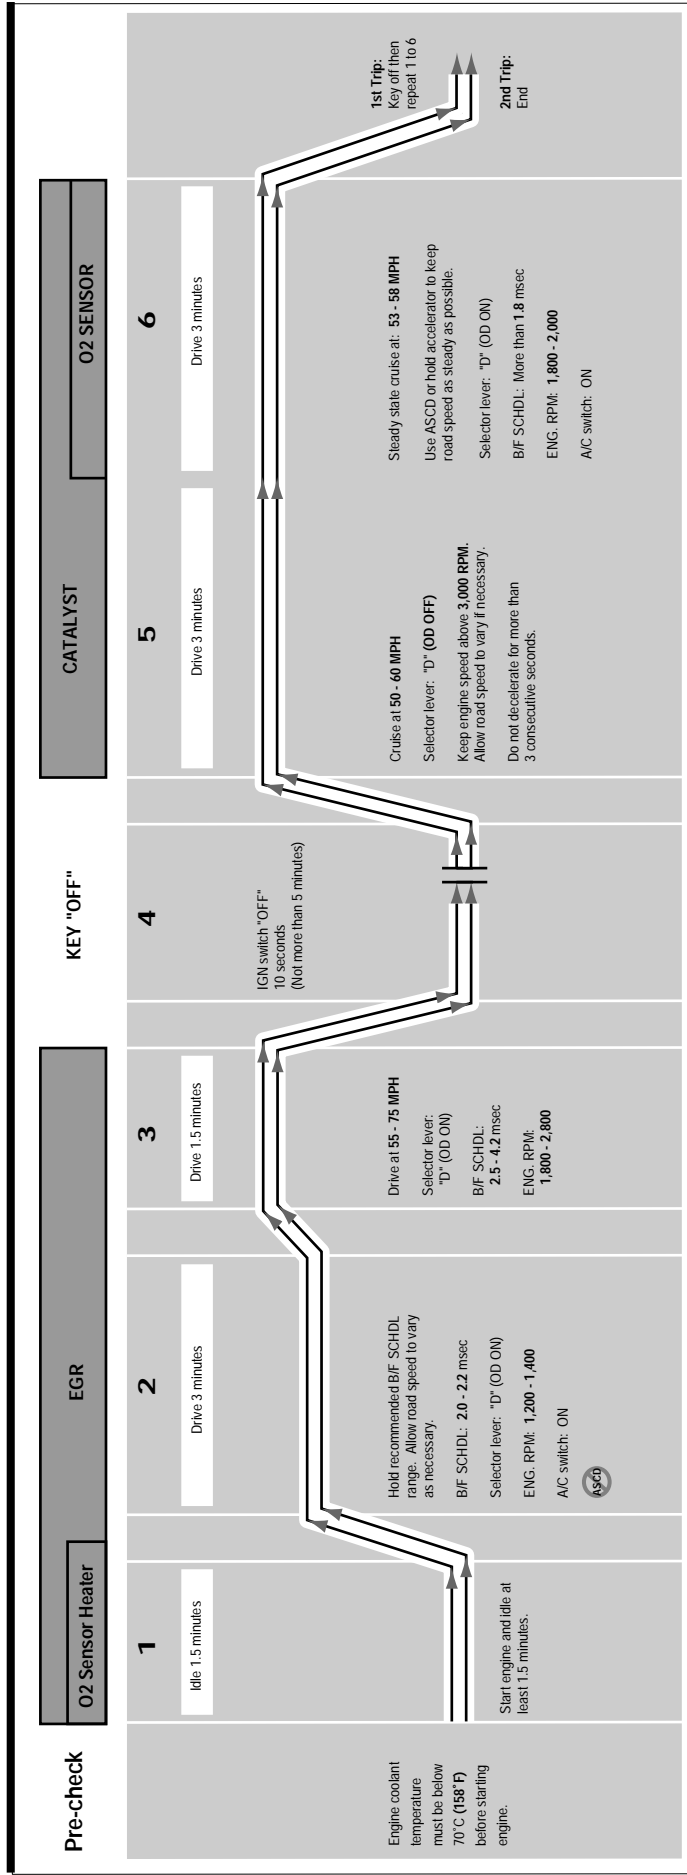 Pre-check
O2 Sensor Heater
EGR
KEY "OFF"
CATALYST
O2 SENSOR
Engine coolant
temperature
must be below
70°C (158°F)
before starting
engine.
1
Idle 1.5 minutes
Start engine and idle at
least 1.5 minutes.
2
Drive 3 minutes
Hold recommended B/F SCHDL
range. Allow road speed to vary
as necessary.
B/F SCHDL: 2.0 - 2.2 msec
Selector lever: "D" (OD ON)
ENG. RPM: 1,200 - 1,400
A/C switch: ON
ASCD
3
Drive 1.5 minutes
Drive at 55 - 75 MPH
Selector lever:
"D" (OD ON)
B/F SCHDL:
2.5 - 4.2 msec
ENG. RPM:
1,800 - 2,800
4
IGN switch "OFF"
10 seconds
(Not more than 5 minutes)
5
Drive 3 minutes
Cruise at 50 - 60 MPH
Selector lever: "D" (OD OFF)
Keep engine speed above 3,000 RPM.
Allow road speed to vary if necessary.
Do not decelerate for more than
3 consecutive seconds.
6
Drive 3 minutes
Steady state cruise at: 53 - 58 MPH
Use ASCD or hold accelerator to keep
road speed as steady as possible.
Selector lever: "D" (OD ON)
B/F SCHDL: More than 1.8 msec
ENG. RPM: 1,800 - 2,000
A/C switch: ON
1st Trip:
Key off then
repeat 1 to 6
2nd Trip:
End